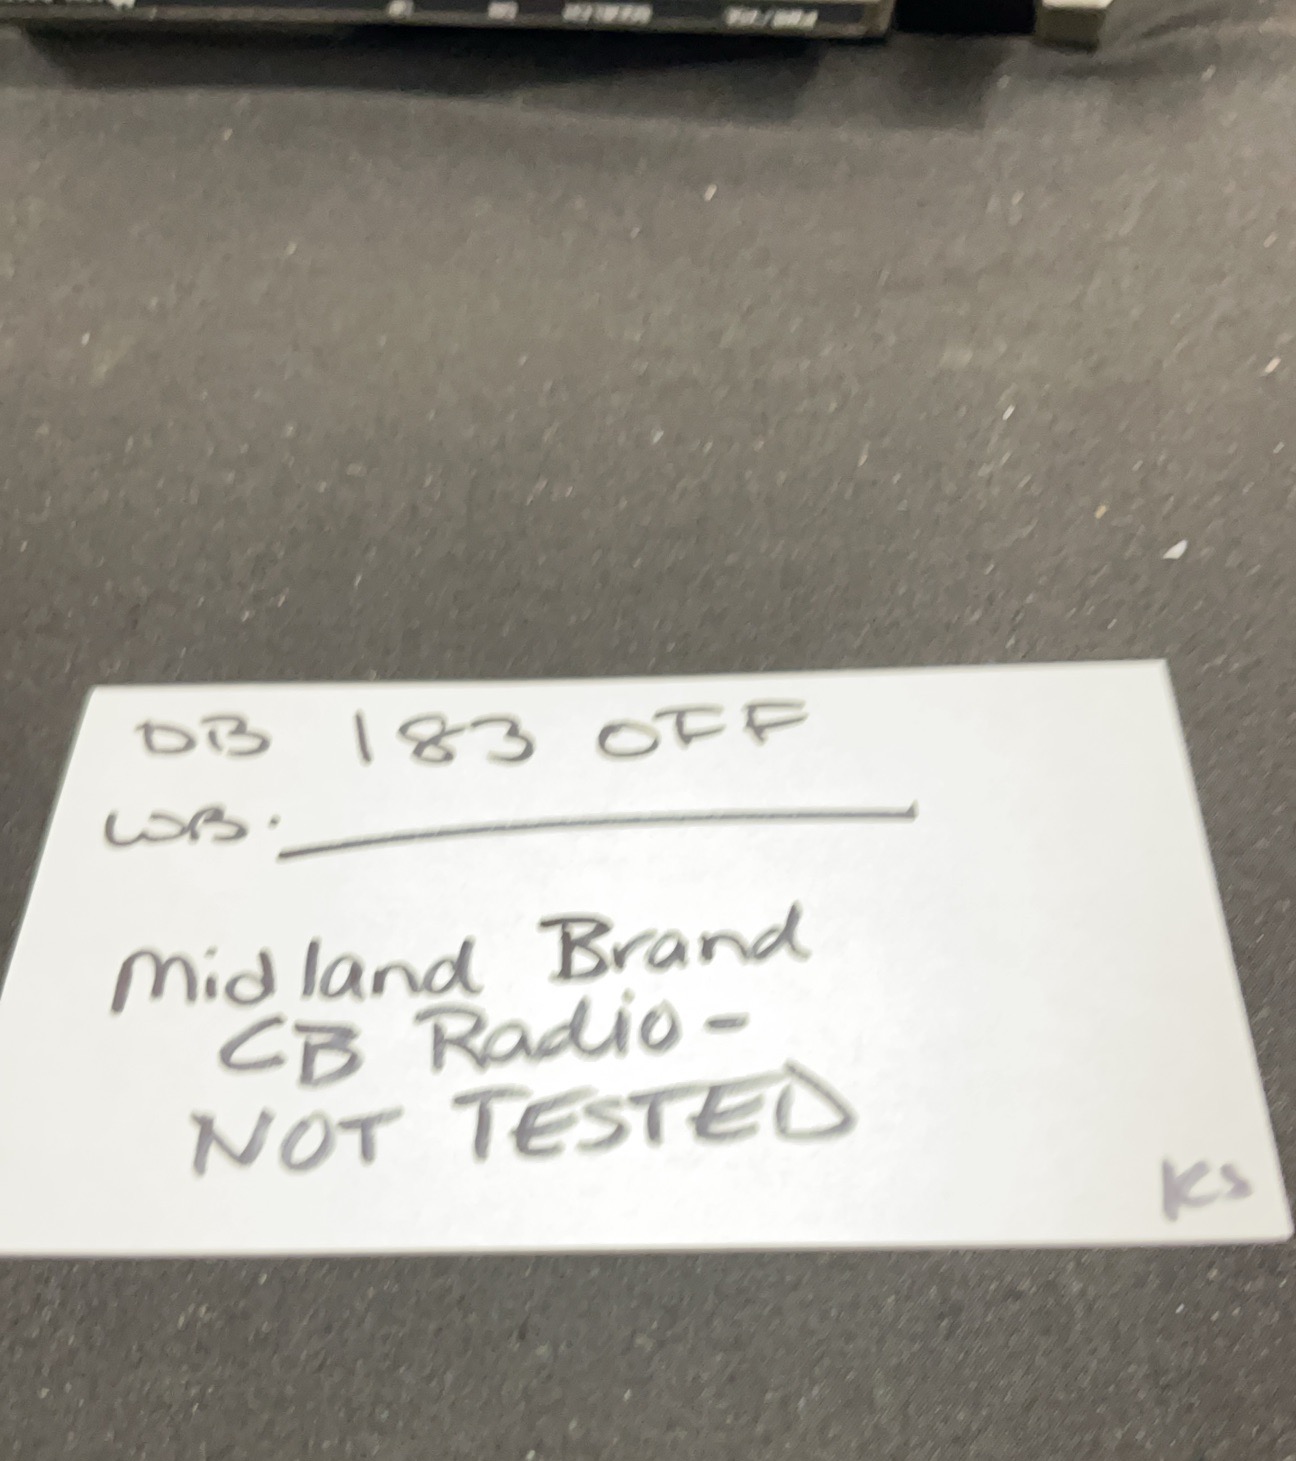 DB 183 OFF
WB.
Midland Brand
CB Radio-
NOT TESTED
KS